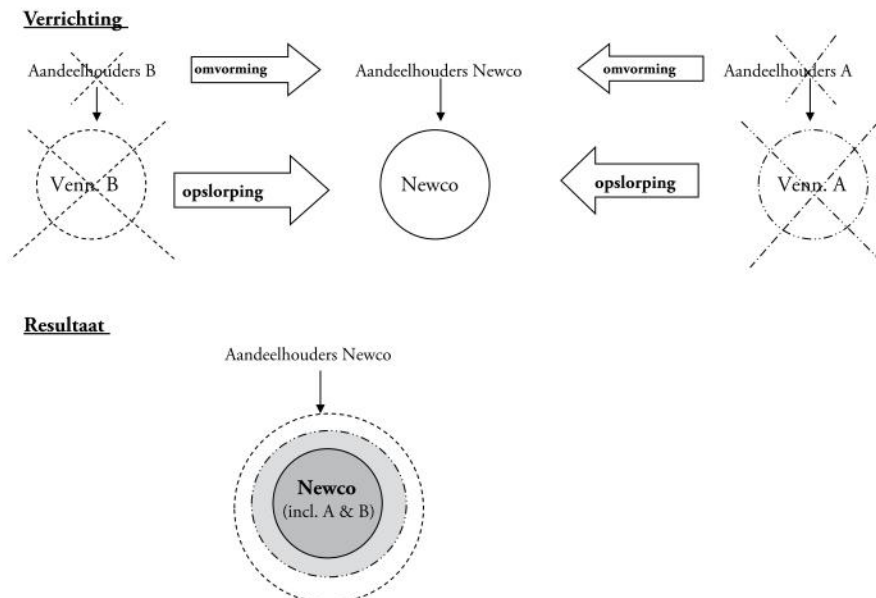 Verrichting
Aandeelhouders B
omvorming
Aandeelhouders Newco
omvorming
Aandeelhouders A
Venn. B
opslorping
Newco
opslorping
Venn. A
Resultaat
Aandeelhouders Newco
Newco
(incl. A & B)